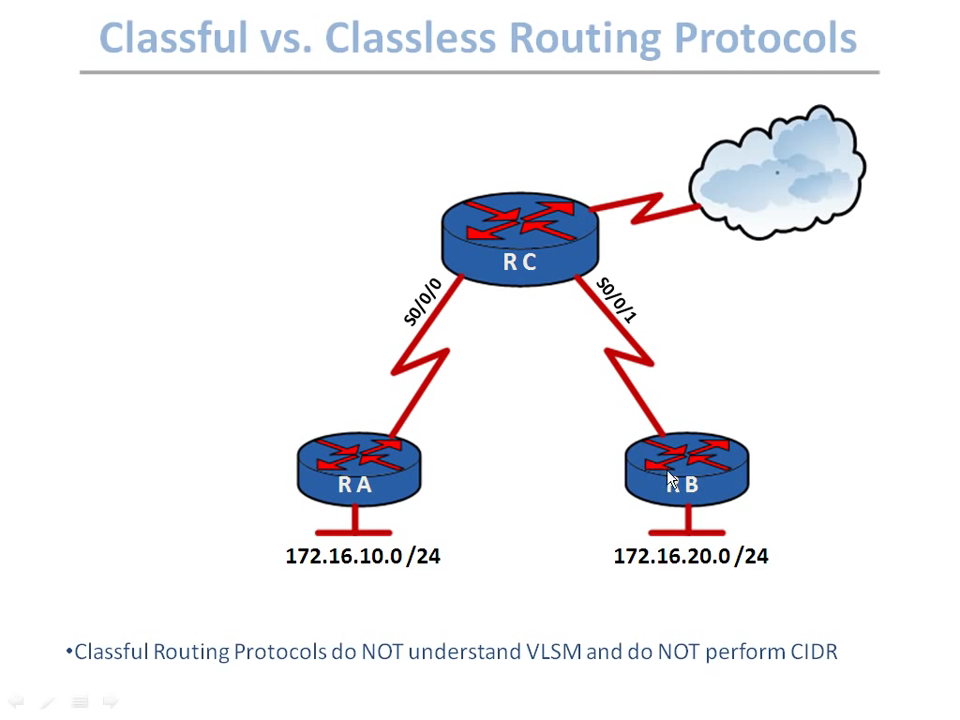 Classful vs. Classless Routing Protocols
R C
S0/0/0
S0/0/1
R A
R B
172.16.10.0 /24
172.16.20.0 /24
•Classful Routing Protocols do NOT understand VLSM and do NOT perform CIDR